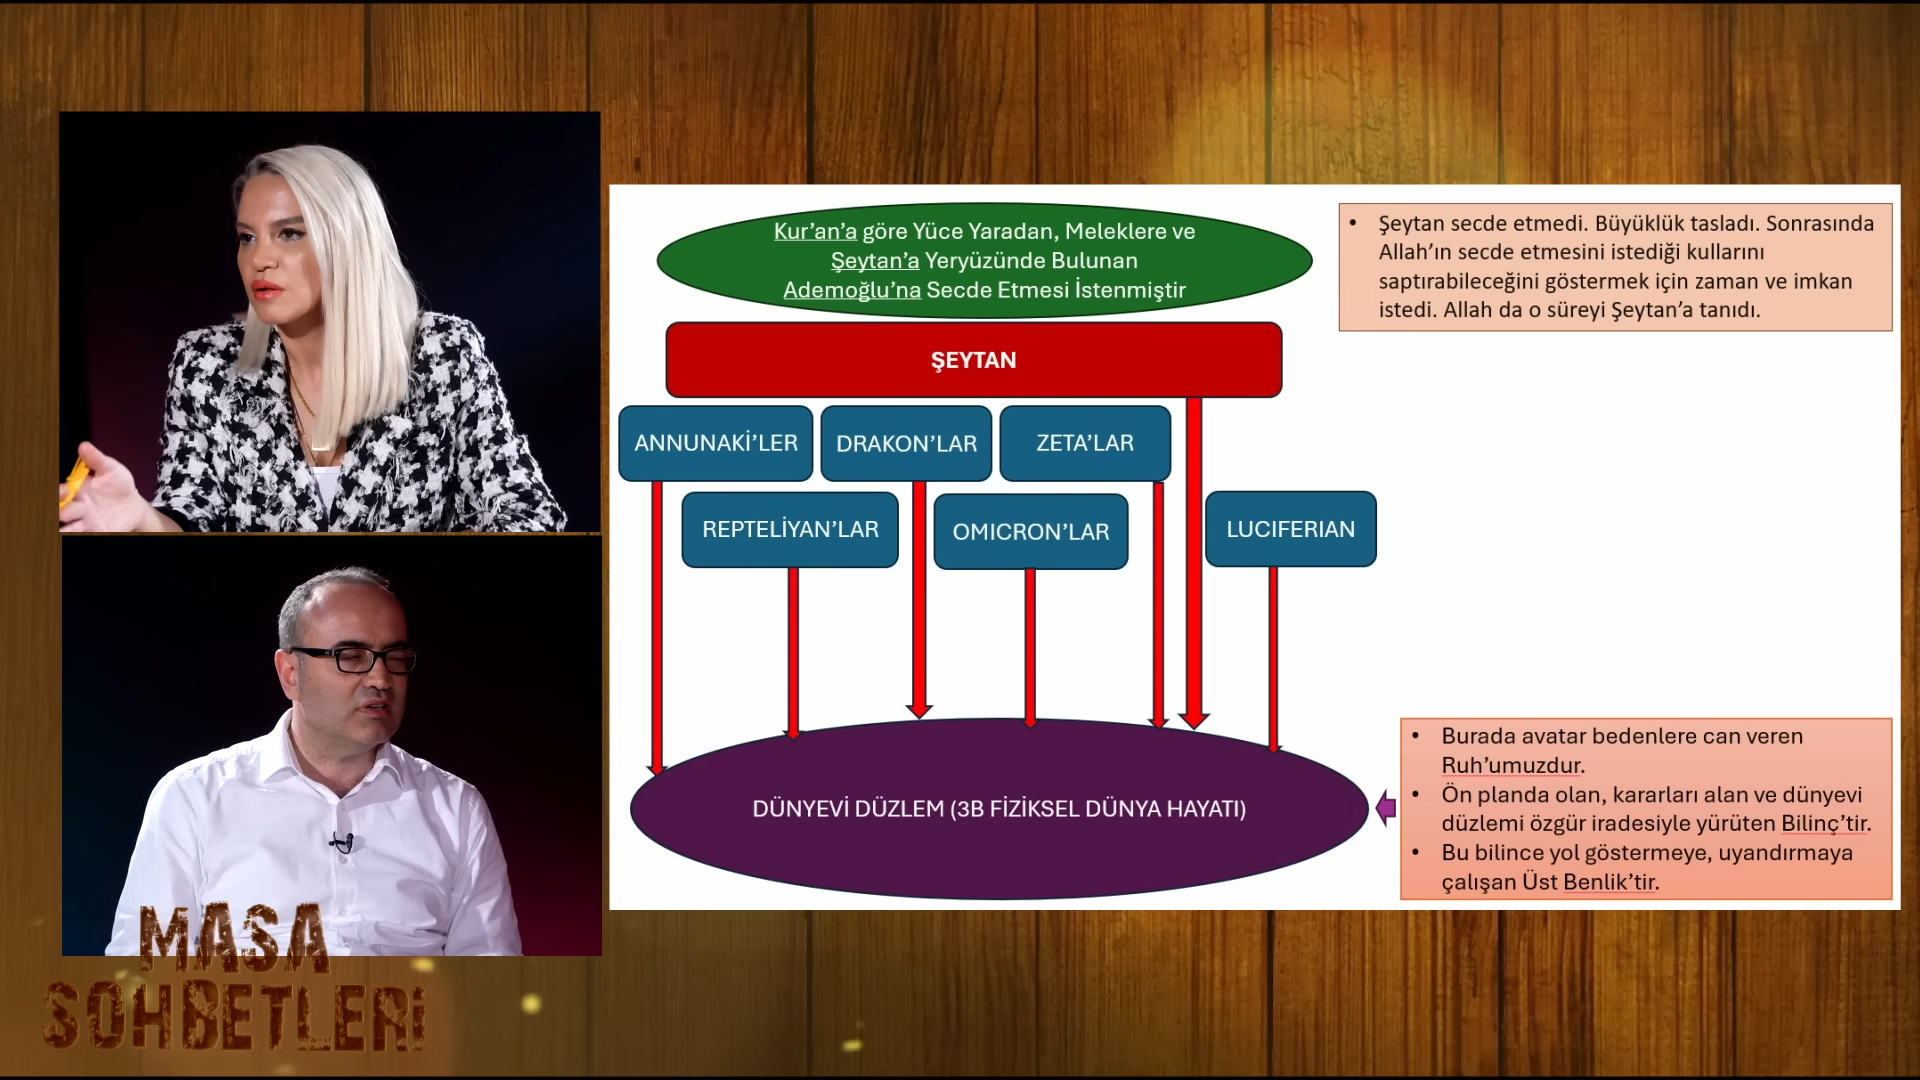 Kur’an’a göre Yüce Yaradan, Meleklere ve
Şeytan’a Yeryüzünde Bulunan
Ademoğlu’na Secde Etmesi İstenmiştir
• Şeytan secde etmedi. Büyüklük tasladı. Sonrasında
Allah’ın secde etmesini istediği kullarını
saptırabileceğini göstermek için zaman ve imkan
istedi. Allah da o süreyi Şeytan’a tanıdı.
ŞEYTAN
ANNUNAKİ’LER
DRAKON’LAR
ZETA’LAR
REPTELİYAN’LAR
OMICRON’LAR
LUCIFERIAN
DÜNYEVİ DÜZLEM (3B FİZİKSEL DÜNYA HAYATI)
• Burada avatar bedenlere can veren
Ruh’umuzdur.
• Ön planda olan, kararları alan ve dünyevi
düzlemi özgür iradesiyle yürüten Bilinç’tir.
• Bu bilince yol göstermeye, uyandırmaya
çalışan Üst Benlik’tir.
MASA
SOHBETLERİ